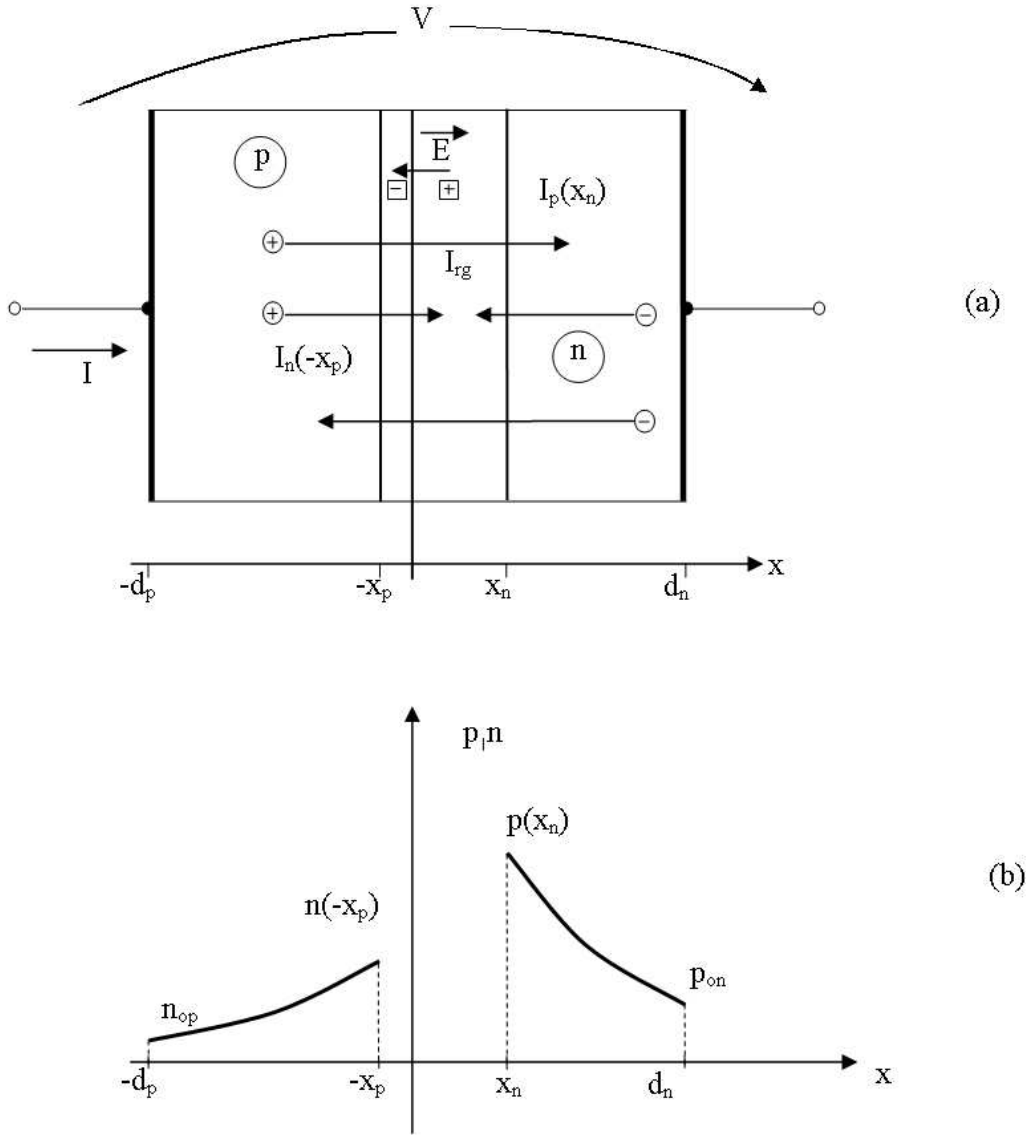 V
p
E
− +
I_p(x_n)
+
I_rg
+ −
(a)
I
I_n(-x_p)
n
−
-d_p -x_p x_n d_n x
p,n
p(x_n)
(b)
n(-x_p)
n_op
p_on
-d_p -x_p x_n d_n x